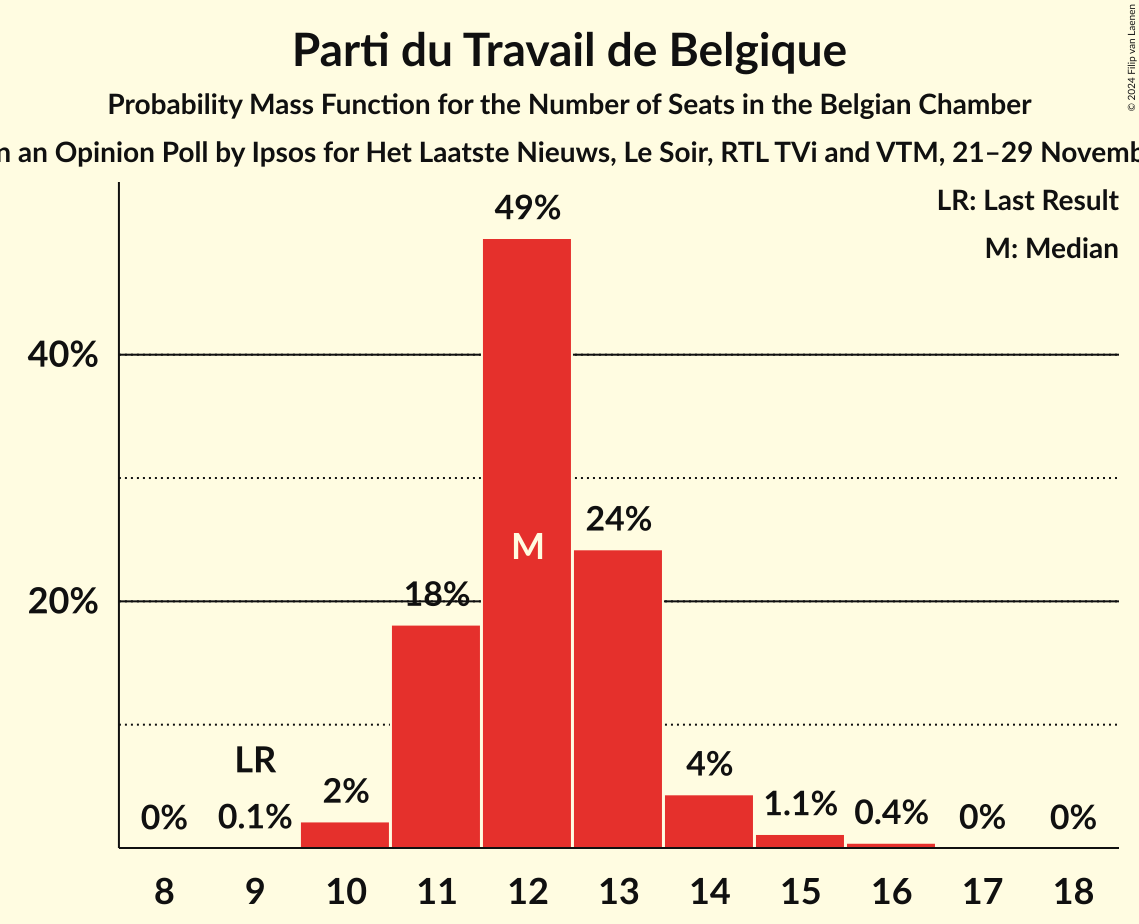 Parti du Travail de Belgique
Probability Mass Function for the Number of Seats in the Belgian Chamber
an Opinion Poll by Ipsos for Het Laatste Nieuws, Le Soir, RTL TVi and VTM, 21–29
© 2024 Filip van Laenen
LR: Last Result
M: Median
49%
40%
24%
M
18%
20%
LR
4%
2%
1.1%
0.4%
0%
0.1%
0%
0%
8 9 10 11 12 13 14 15 16 17 18